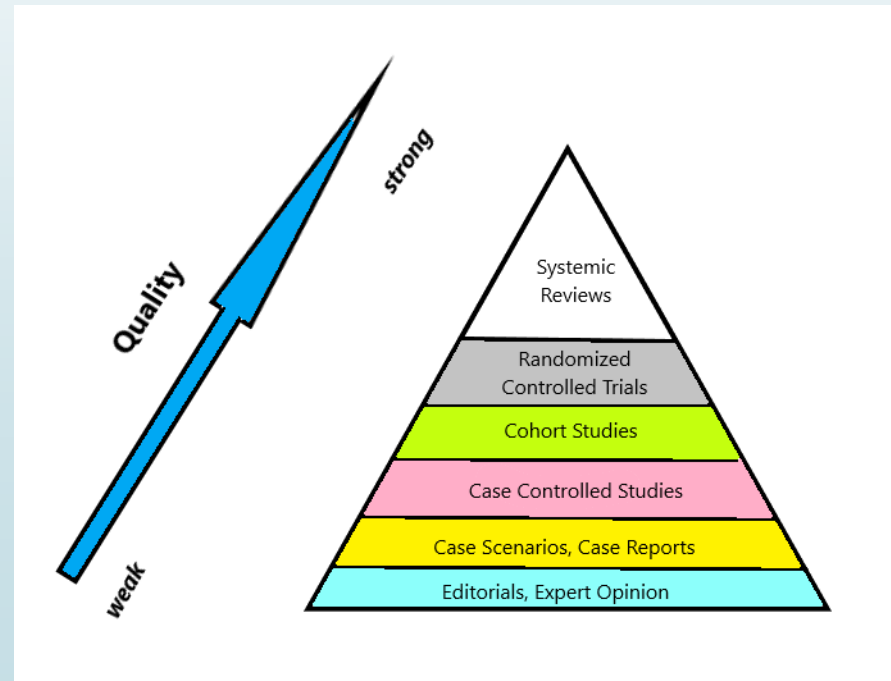 strong
Quality
weak
Systemic
Reviews
Randomized
Controlled Trials
Cohort Studies
Case Controlled Studies
Case Scenarios, Case Reports
Editorials, Expert Opinion